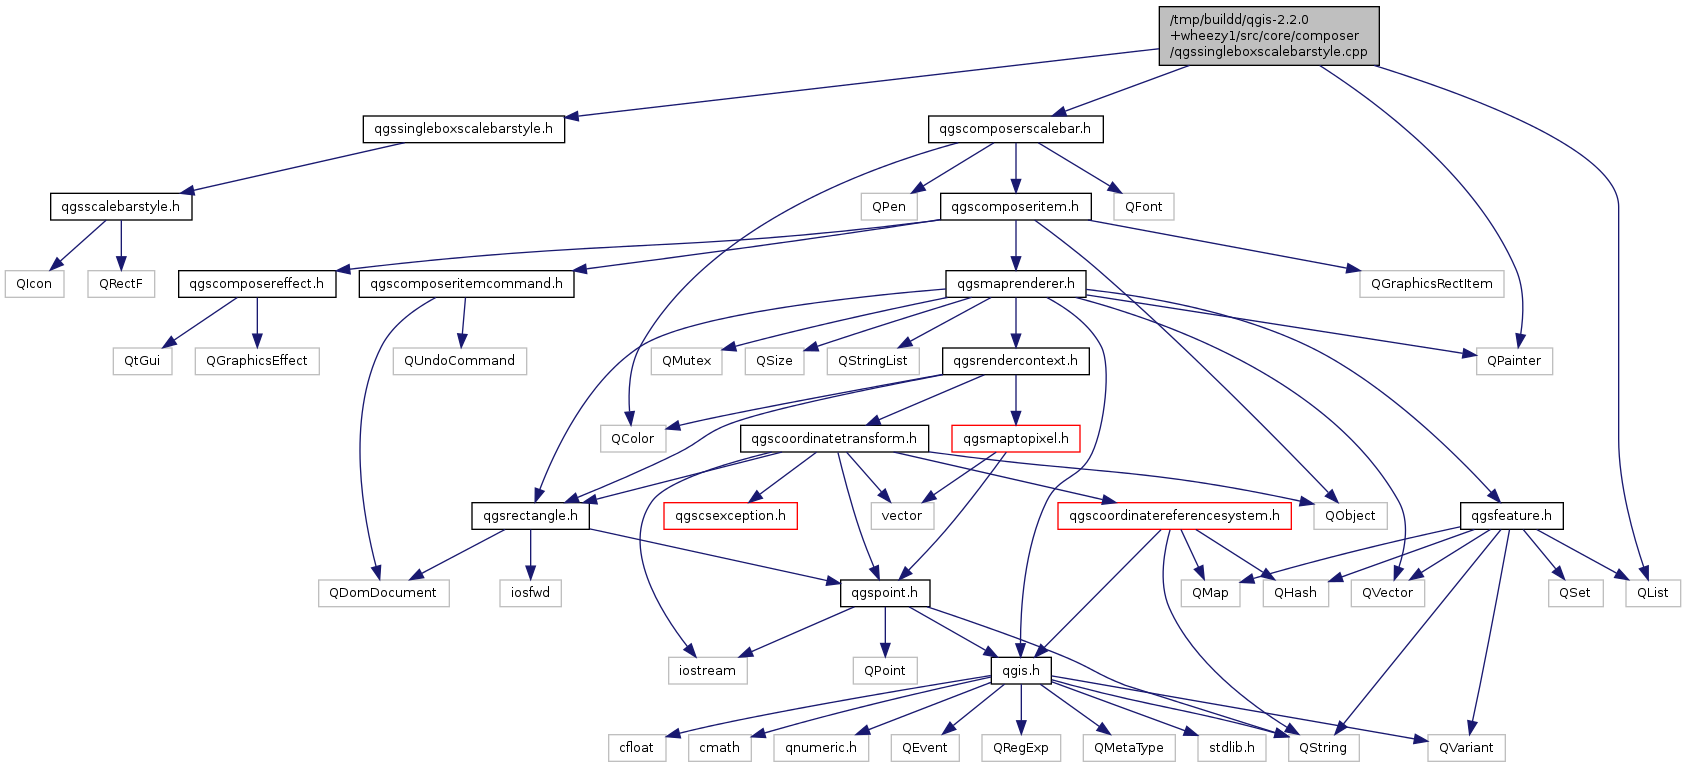 /tmp/buildd/qgis-2.2.0
+wheezy1/src/core/composer
/qgssingleboxscalebarstyle.cpp
qgssingleboxscalebarstyle.h
qgscomposerscalebar.h
qgsscalebarstyle.h
QPen
qgscomposeritem.h
QFont
QIcon
QRectF
qgscomposereffect.h
qgscomposeritemcommand.h
qgsmaprenderer.h
QGraphicsRectItem
QtGui
QGraphicsEffect
QUndoCommand
QMutex
QSize
QStringList
qgsrendercontext.h
QPainter
QColor
qgscoordinatetransform.h
qgsmaptopixel.h
qgsrectangle.h
qgscsexception.h
vector
qgscoordinatereferencesystem.h
QObject
qgsfeature.h
QDomDocument
iosfwd
qgspoint.h
QMap
QHash
QVector
QSet
QList
iostream
QPoint
qgis.h
cfloat
cmath
qnumeric.h
QEvent
QRegExp
QMetaType
stdlib.h
QString
QVariant